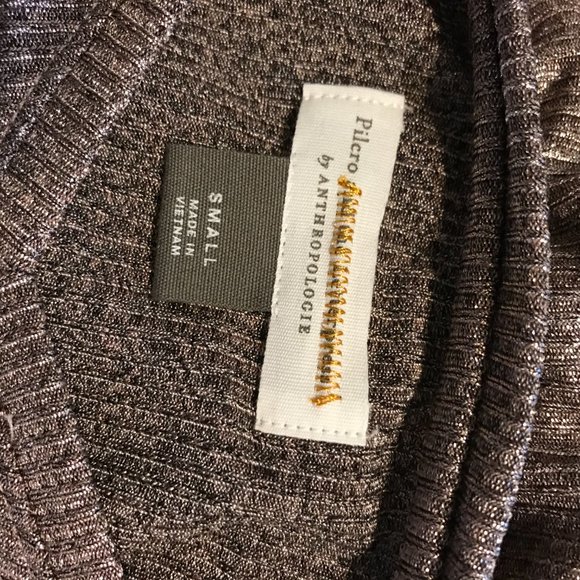 Pilcro
by ANTHROPOLOGIE
SMALL
MADE IN
VIETNAM